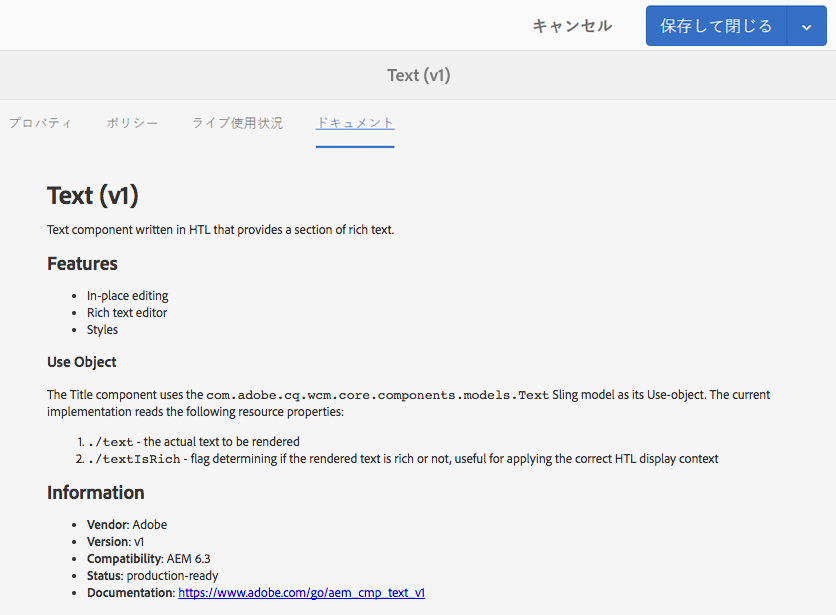 キャンセル 保存して閉じる
Text (v1)
プロパティ ポリシー ライブ使用状況 ドキュメント
Text (v1)
Text component written in HTL that provides a section of rich text.
Features
• In-place editing
• Rich text editor
• Styles
Use Object
The Title component uses the com.adobe.cq.wcm.core.components.models.Text Sling model as its Use-object. The current
implementation reads the following resource properties:
1. ./text - the actual text to be rendered
2. ./textIsRich - flag determining if the rendered text is rich or not, useful for applying the correct HTL display context
Information
• Vendor: Adobe
• Version: v1
• Compatibility: AEM 6.3
• Status: production-ready
• Documentation: https://www.adobe.com/go/aem_cmp_text_v1